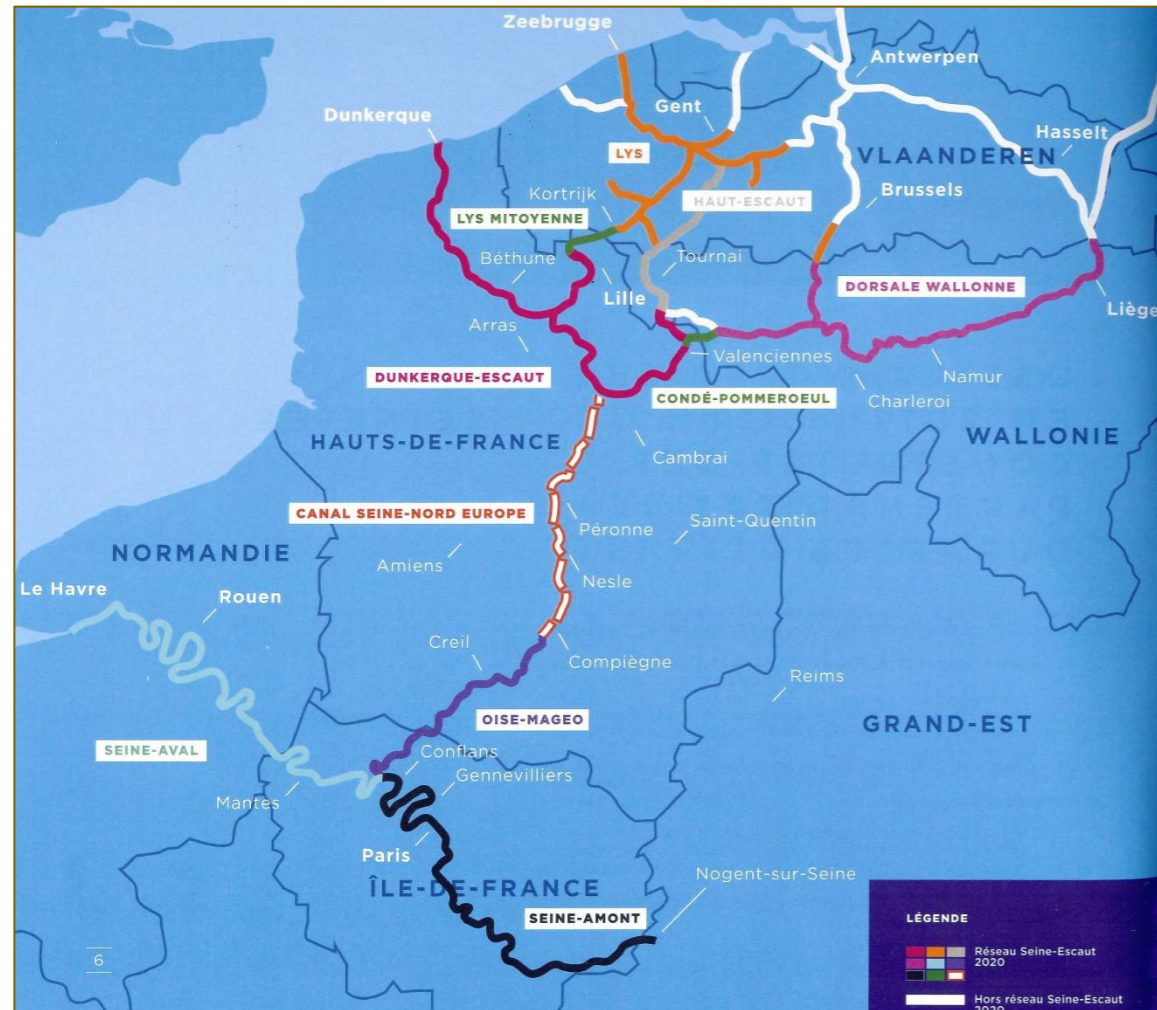 Zeebrugge
Antwerpen
Dunkerque
Gent
Hasselt
LYS
VLAANDEREN
Kortrijk
HAUT-ESCAUT
Brussels
LYS MITOYENNE
Béthune
Tournai
DORSALE WALLONNE
Lille
Liège
Arras
Valenciennes
DUNKERQUE-ESCAUT
Namur
CONDÉ-POMMEROEUL
Charleroi
HAUTS-DE-FRANCE
WALLONIE
Cambrai
CANAL SEINE-NORD EUROPE
Péronne
Saint-Quentin
NORMANDIE
Amiens
Nesle
Le Havre
Rouen
Creil
Compiègne
Reims
OISE-MAGEO
GRAND-EST
SEINE-AVAL
Conflans
Gennevilliers
Mantes
Paris
Nogent-sur-Seine
ÎLE-DE-FRANCE
SEINE-AMONT
LÉGENDE
6
Réseau Seine-Escaut
2020
Hors réseau Seine-Escaut
2020